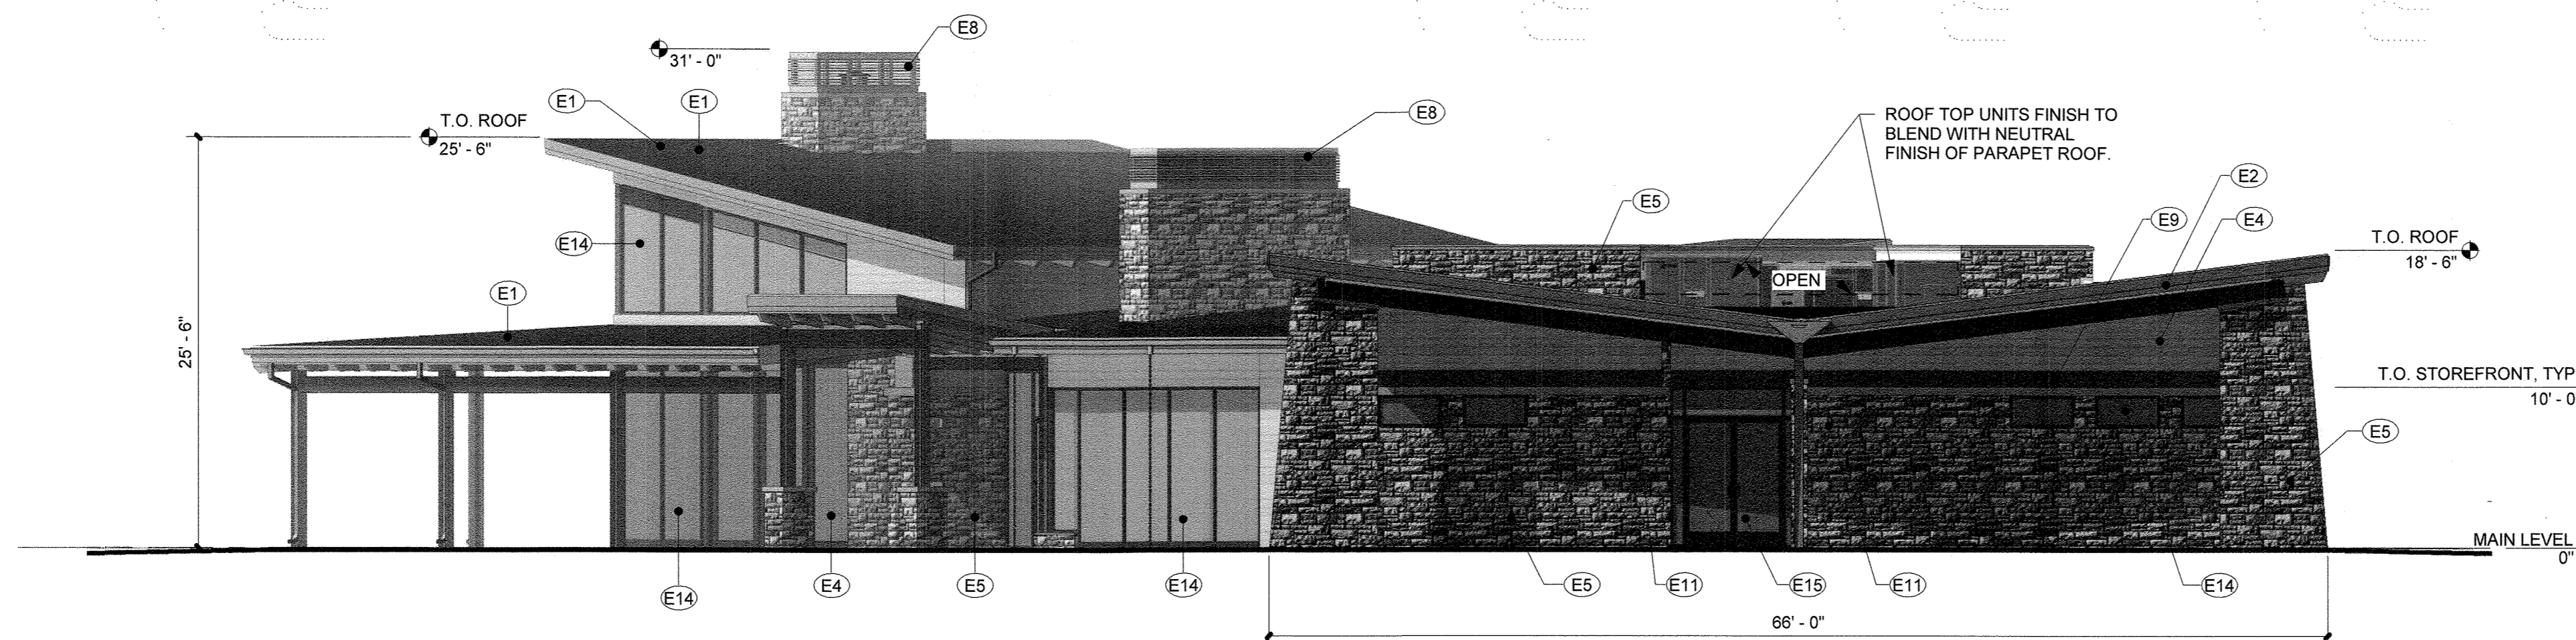 E8
31' - 0"
E1
E1
T.O. ROOF
25' - 6"
E8
ROOF TOP UNITS FINISH TO
BLEND WITH NEUTRAL
FINISH OF PARAPET ROOF.
E2
E5
E9
E4
E14
T.O. ROOF
18' - 6"
OPEN
E1
25' - 6"
T.O. STOREFRONT, TYP
10' - 0
E5
MAIN LEVEL
0"
E14
E4
E5
E14
E5
E11
E15
E11
E14
66' - 0"